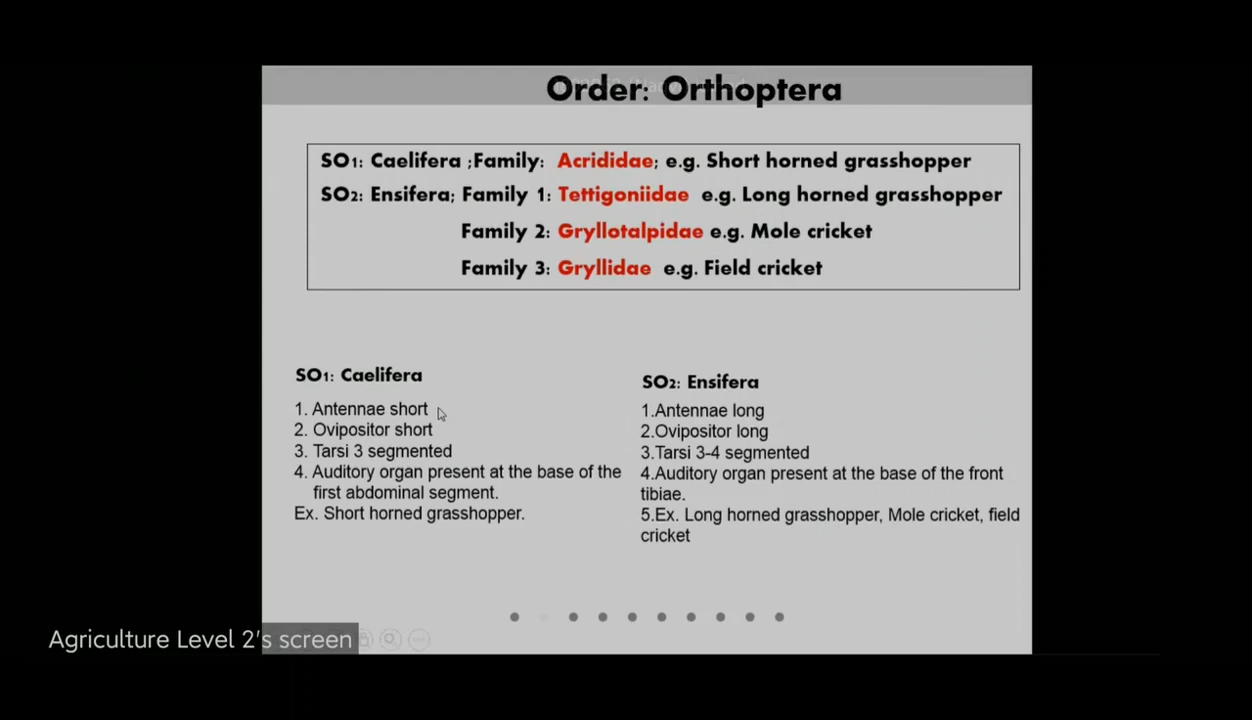 Order: Orthoptera
SO1: Caelifera ;Family: Acrididae; e.g. Short horned grasshopper
SO2: Ensifera; Family 1: Tettigoniidae e.g. Long horned grasshopper
Family 2: Gryllotalpidae e.g. Mole cricket
Family 3: Gryllidae e.g. Field cricket
SO1: Caelifera
1. Antennae short
2. Ovipositor short
3. Tarsi 3 segmented
4. Auditory organ present at the base of the
first abdominal segment.
Ex. Short horned grasshopper.
SO2: Ensifera
1.Antennae long
2.Ovipositor long
3.Tarsi 3-4 segmented
4.Auditory organ present at the base of the front
tibiae.
5.Ex. Long horned grasshopper, Mole cricket, field
cricket
Agriculture Level 2's screen